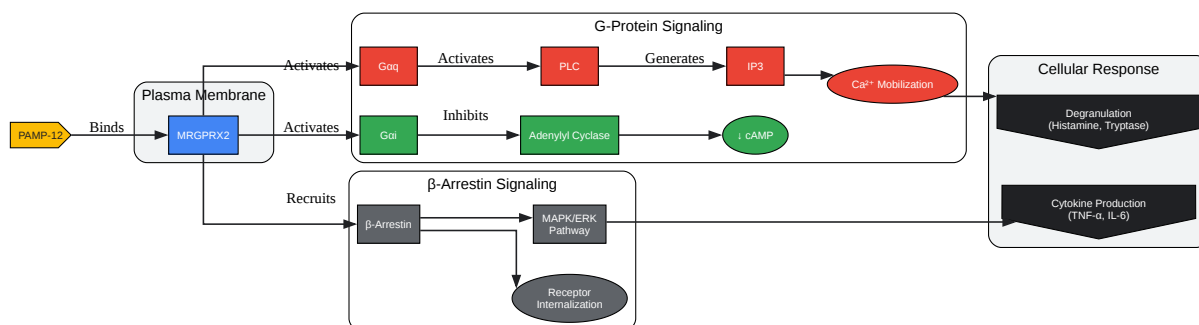 G-Protein Signaling
Activates
Gαq
Activates
PLC
Generates
IP3
Ca²⁺ Mobilization
Cellular Response
Plasma Membrane
Degranulation
(Histamine, Tryptase)
PAMP-12
Binds
MRGPRX2
Activates
Gαi
Inhibits
Adenylyl Cyclase
↓ cAMP
β-Arrestin Signaling
Recruits
β-Arrestin
MAPK/ERK
Pathway
Cytokine Production
(TNF-α, IL-6)
Receptor
Internalization